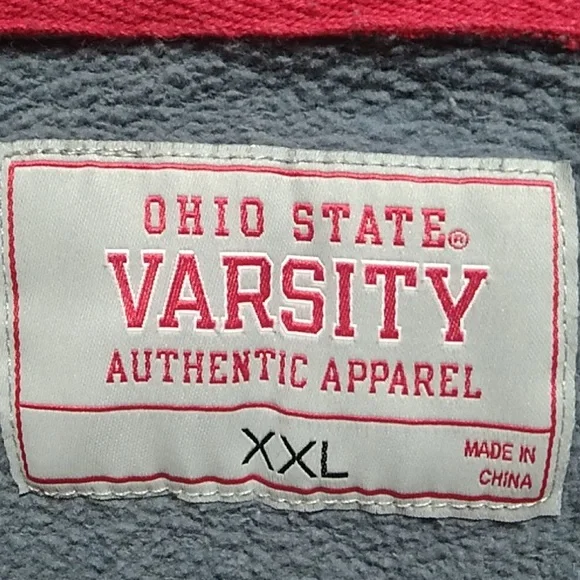 OHIO STATE®
VARSITY
AUTHENTIC APPAREL
XXL
MADE IN
CHINA